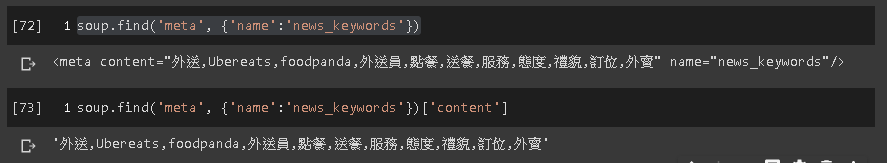 [72] 1 soup.find('meta', {'name':'news_keywords'})
<meta content="外送,Ubereats,foodpanda,外送員,點餐,送餐,服務,態度,禮貌,訂位,外賣" name="news_keywords"/>
[73] 1 soup.find('meta', {'name':'news_keywords'})['content']
'外送,Ubereats,foodpanda,外送員,點餐,送餐,服務,態度,禮貌,訂位,外賣'